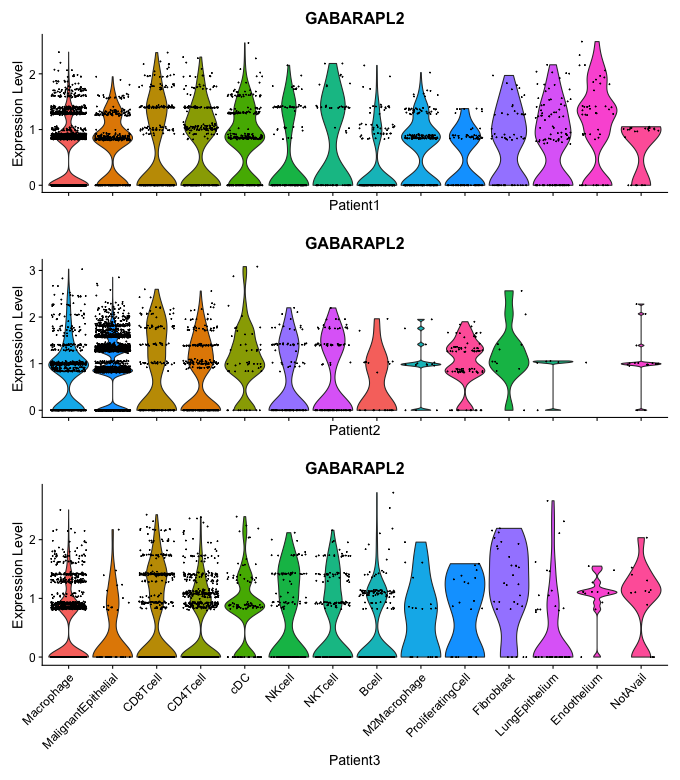 GABARAPL2
Expression Level
2
1
0
Patient1
GABARAPL2
Expression Level
3
2
1
0
Patient2
GABARAPL2
Expression Level
2
1
0
Macrophage
MalignantEpithelial
CD8Tcell
CD4Tcell
cDC
NKcell
NKTcell
Bcell
M2Macrophage
ProliferatingCell
Fibroblast
LungEpithelium
Endothelium
NotAvail
Patient3